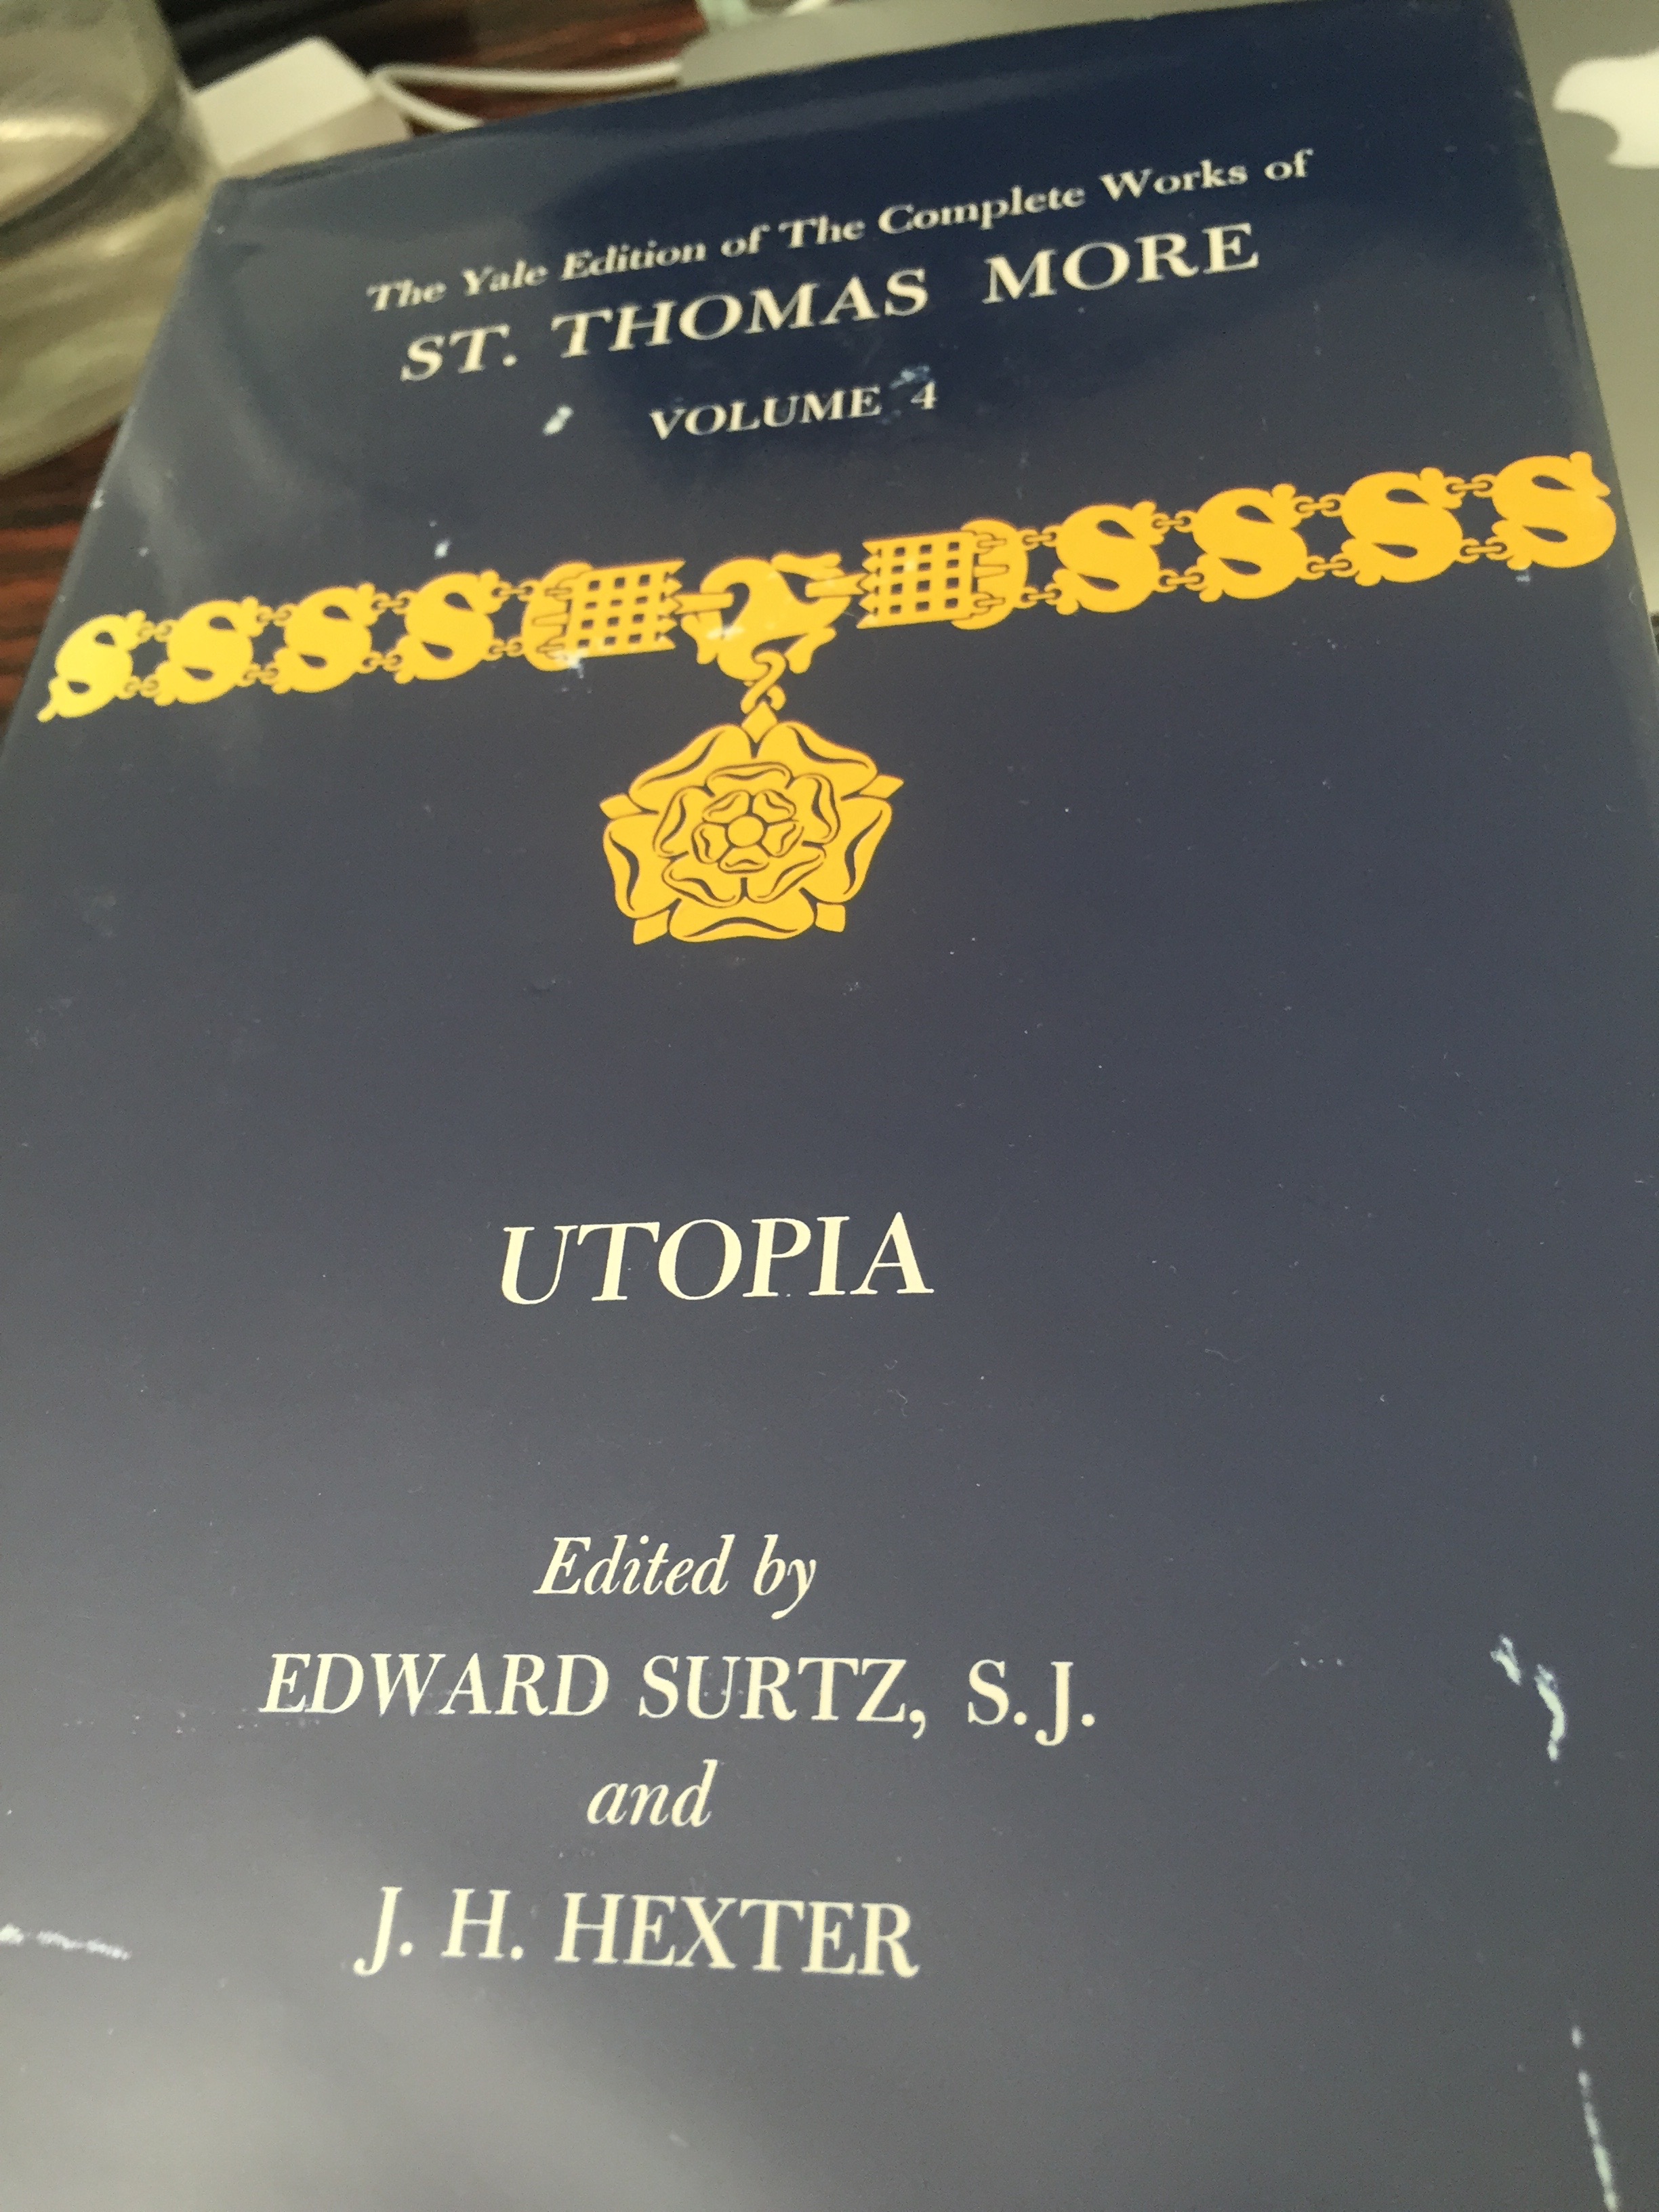 The Yale Edition of The Complete Works of
ST. THOMAS MORE
VOLUME 4
S S S S S S S S
UTOPIA
Edited by
EDWARD SURTZ, S.J.
and
J. H. HEXTER